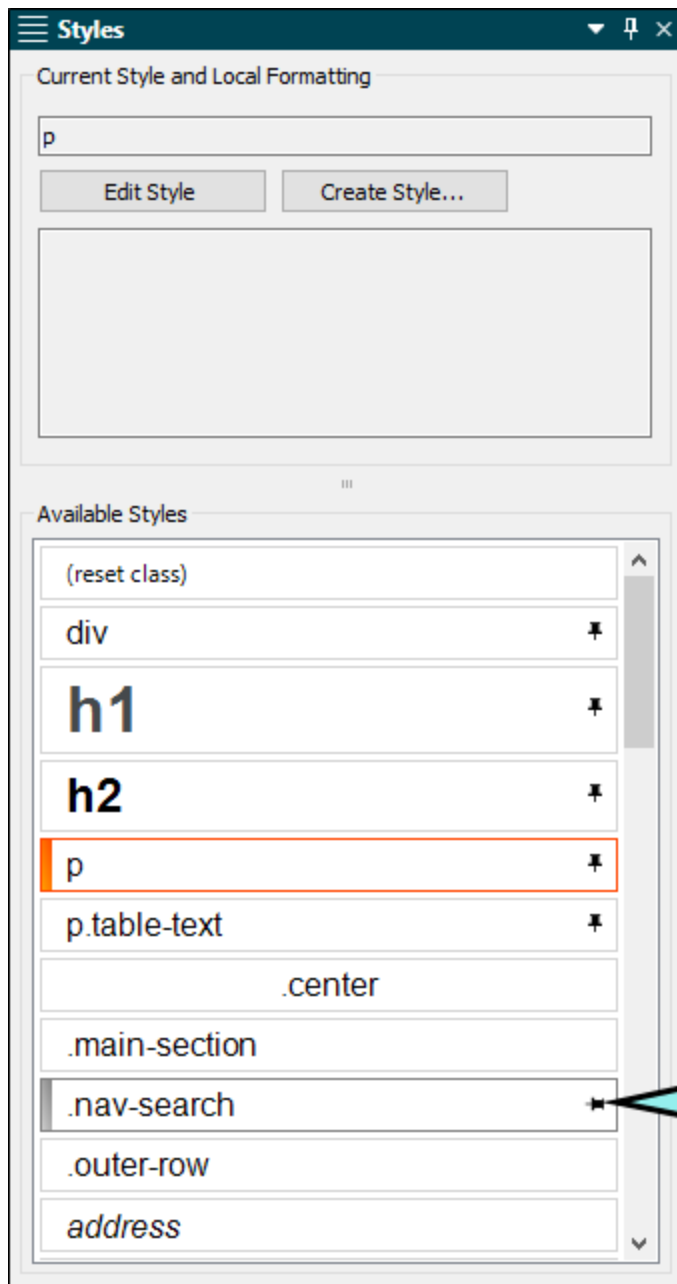 Styles
Current Style and Local Formatting
p
Edit Style
Create Style...
Available Styles
(reset class)
div
h1
h2
p
p.table-text
.center
.main-section
.nav-search
.outer-row
address